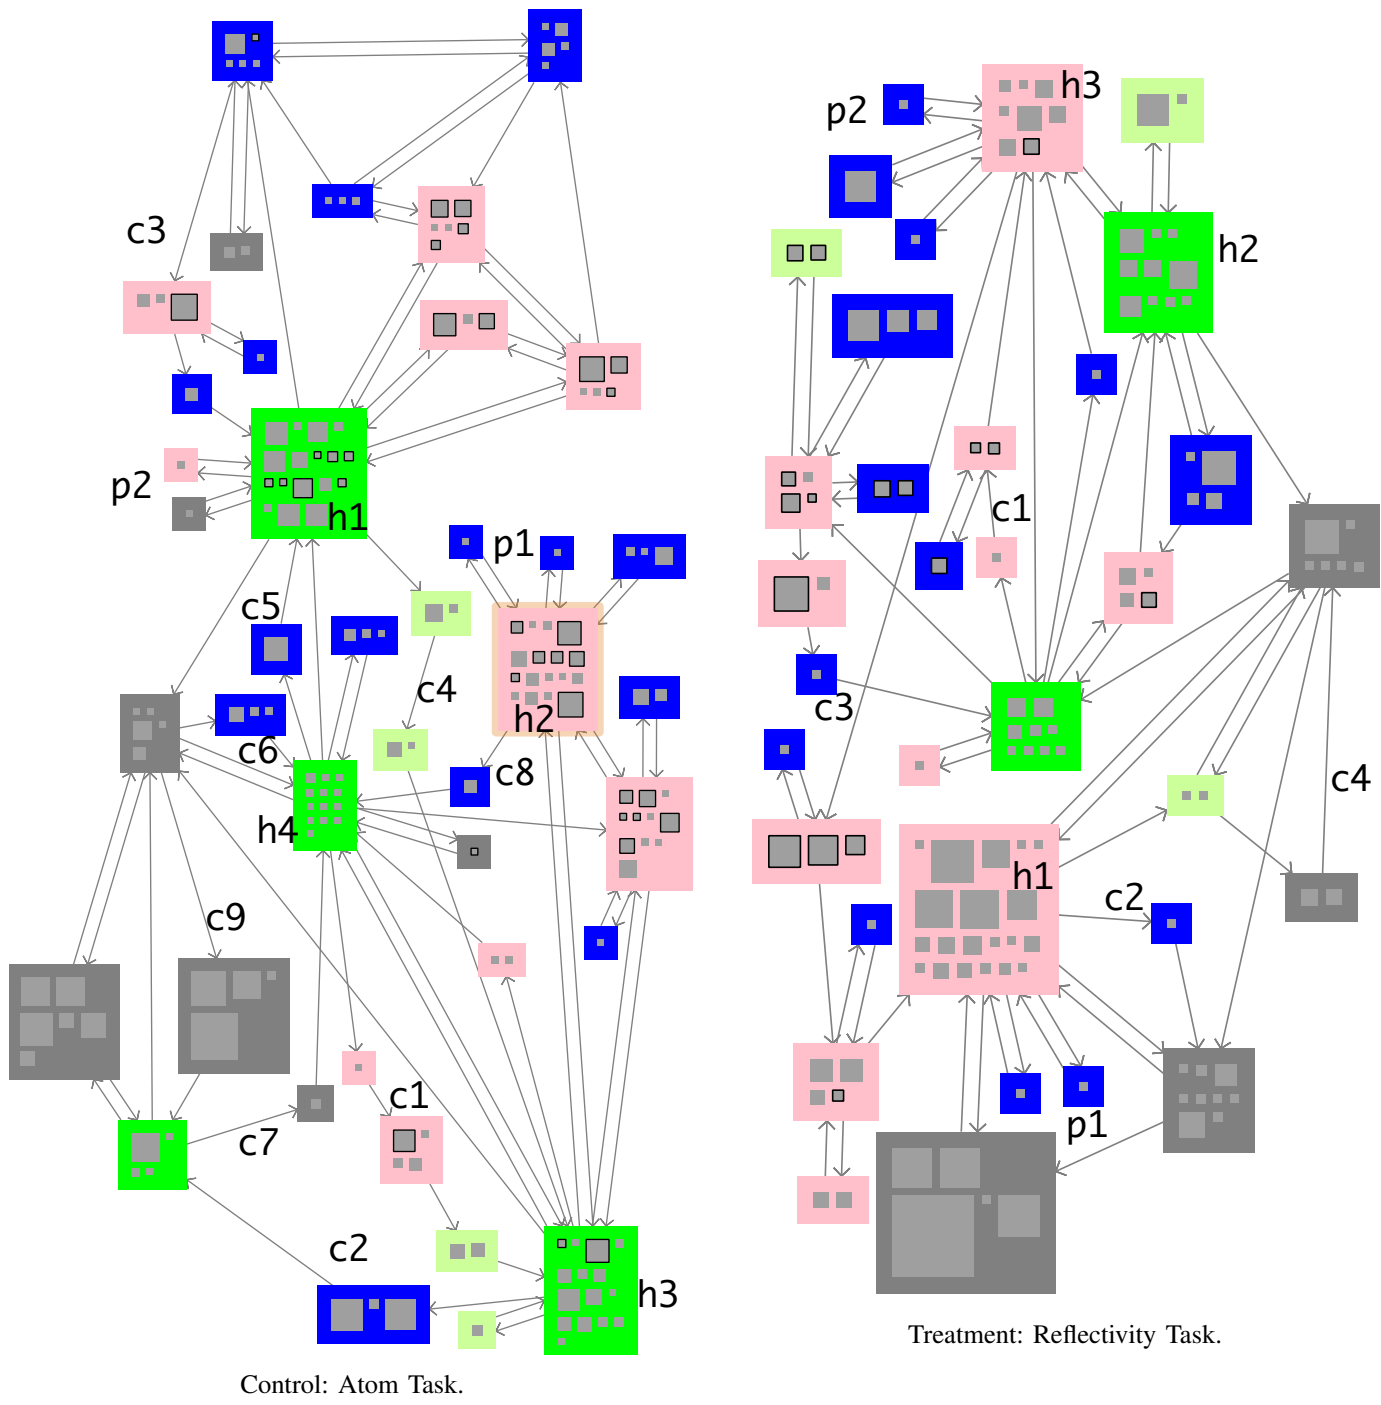 c3
p2
h1
c5
p1
c4
h2
c6
c8
h4
c9
c1
c7
c2
h3
Control: Atom Task.
h3
p2
h2
c1
c3
c4
h1
c2
p1
Treatment: Reflectivity Task.